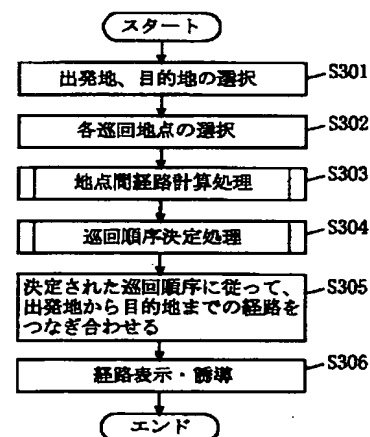 スタート
出発地、目的地の選択
S301
各巡回地点の選択
S302
地点間経路計算処理
S303
巡回順序決定処理
S304
決定された巡回順序に従って、
S305
出発地から目的地までの経路を
つなぎ合わせる
経路表示・誘導
S306
エンド